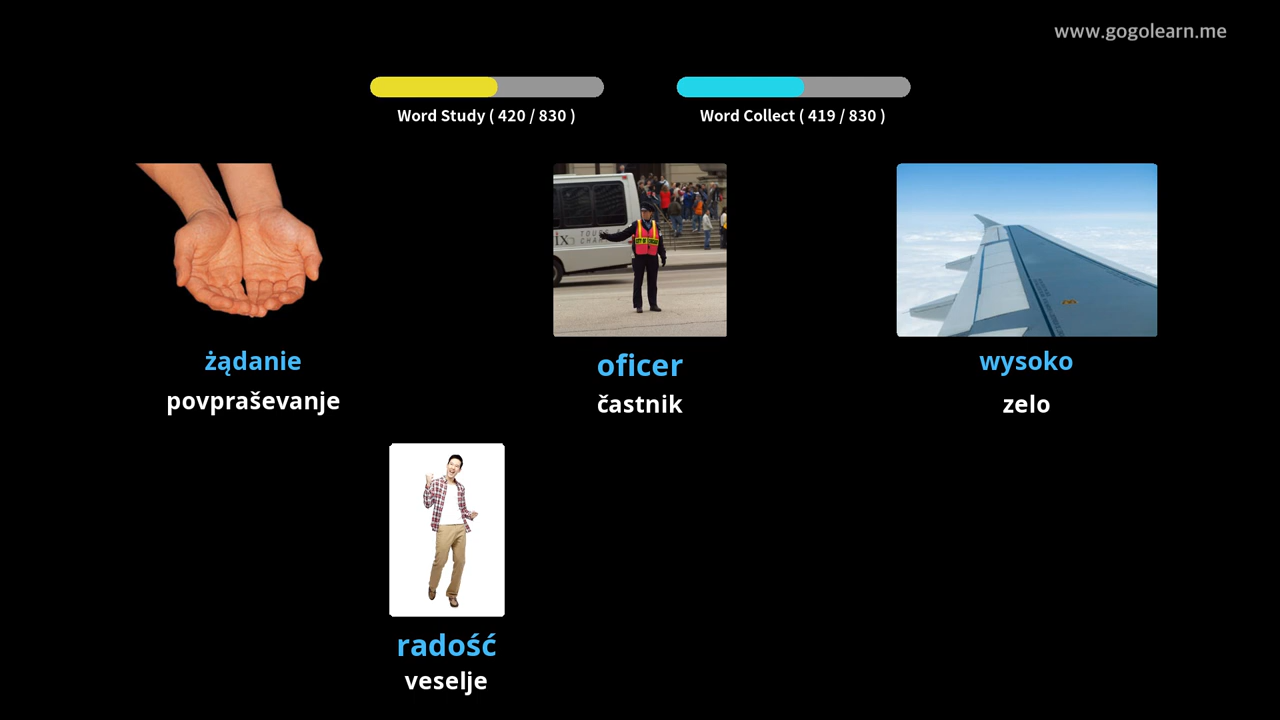 www.gogolearn.me
Word Study ( 420 / 830 )
Word Collect ( 419 / 830 )
żądanie
povpraševanje
oficer
častnik
wysoko
zelo
radość
veselje